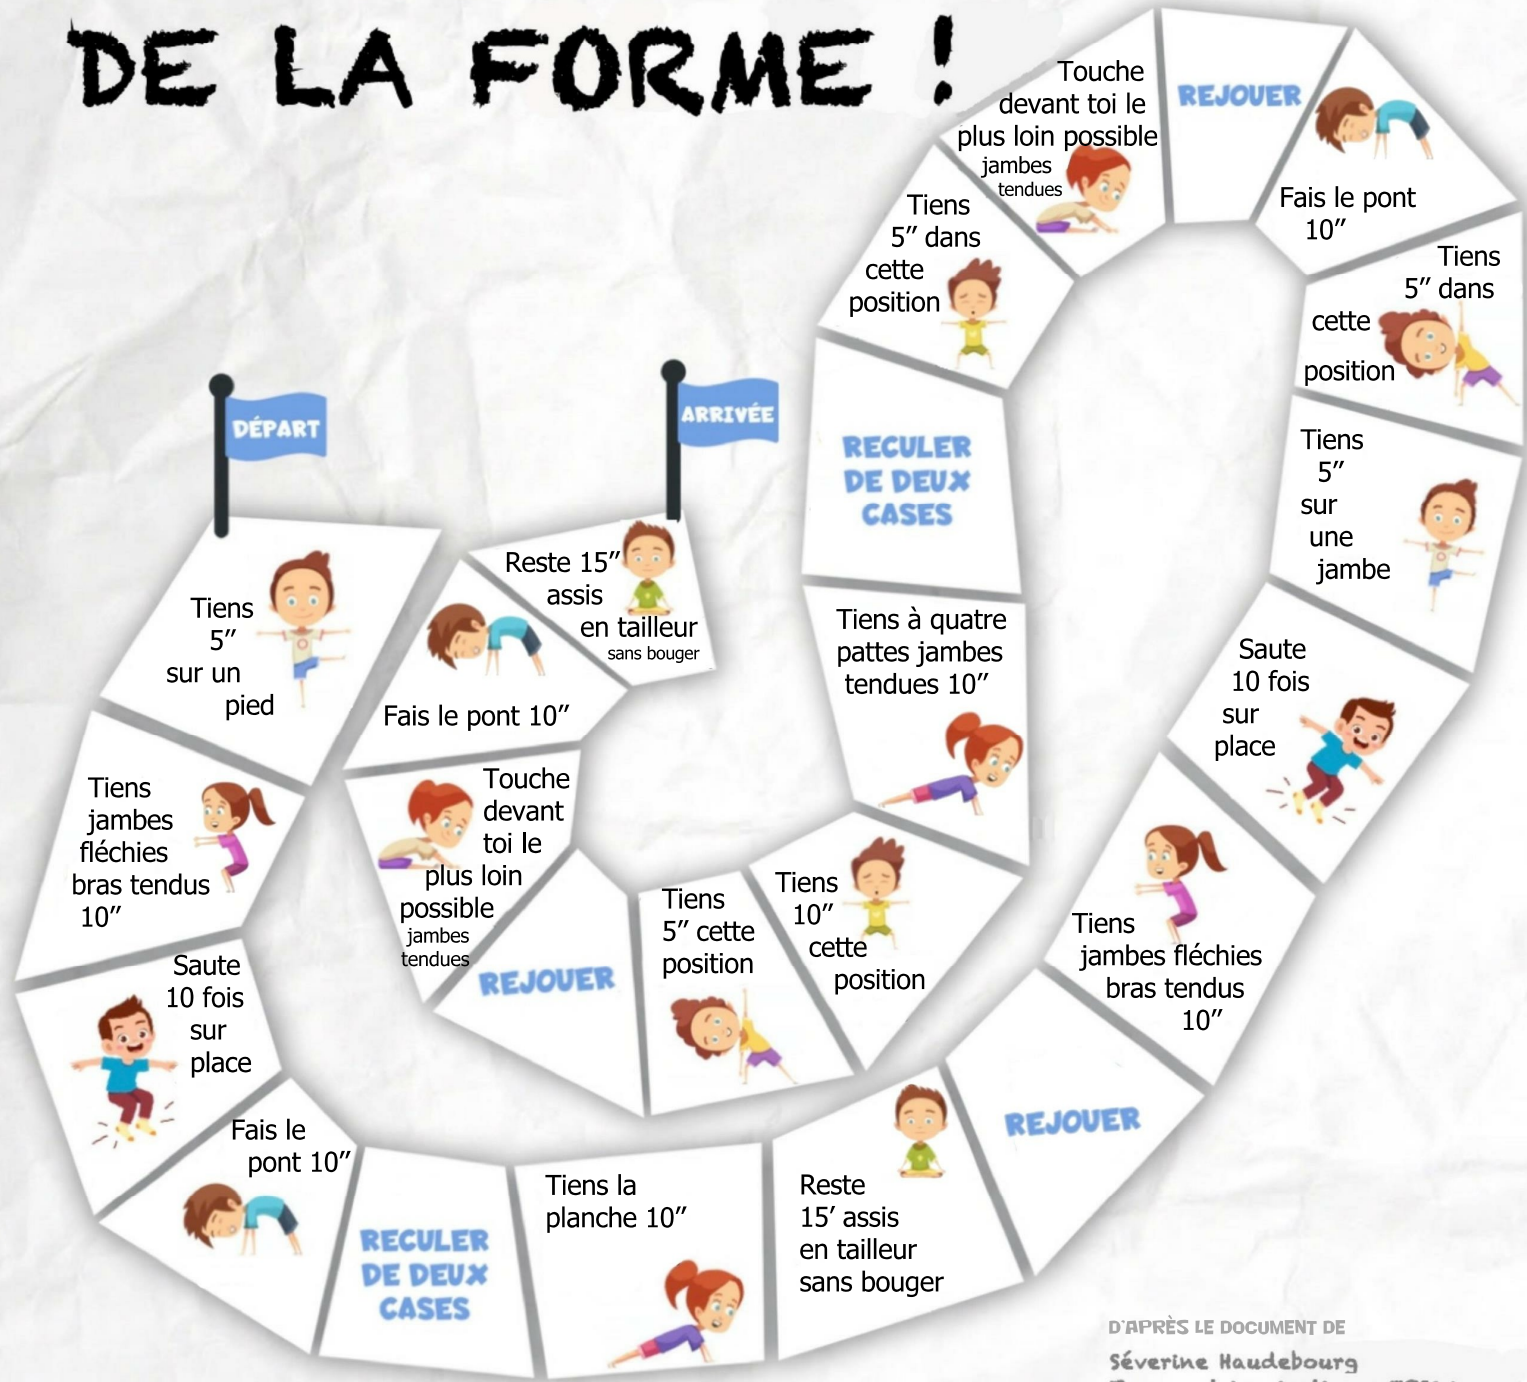 DE LA FORME !
DÉPART
Tiens
5”
sur un
pied
Tiens
jambes
fléchies
bras tendus
10”
Saute
10 fois
sur
place
Fais le
pont 10”
RECULER
DE DEUX
CASES
Tiens la
planche 10”
Reste
15’ assis
en tailleur
sans bouger
REJOUER
Tiens
jambes fléchies
bras tendus
10”
Saute
10 fois
sur
place
Tiens
5”
sur
une
jambe
Tiens
5” dans
cette
position
Fais le pont
10”
REJOUER
Touche
devant toi le
plus loin possible
jambes
tendues
Tiens
5” dans
cette
position
RECULER
DE DEUX
CASES
Tiens à quatre
pattes jambes
tendues 10”
Tiens
10”
cette
position
Tiens
5” cette
position
REJOUER
Touche
devant
toi le
plus loin
possible
jambes
tendues
Fais le pont 10”
Reste 15”
assis
en tailleur
sans bouger
ARRIVÉE
D'APRÈS LE DOCUMENT DE
Séverine Haudebourg